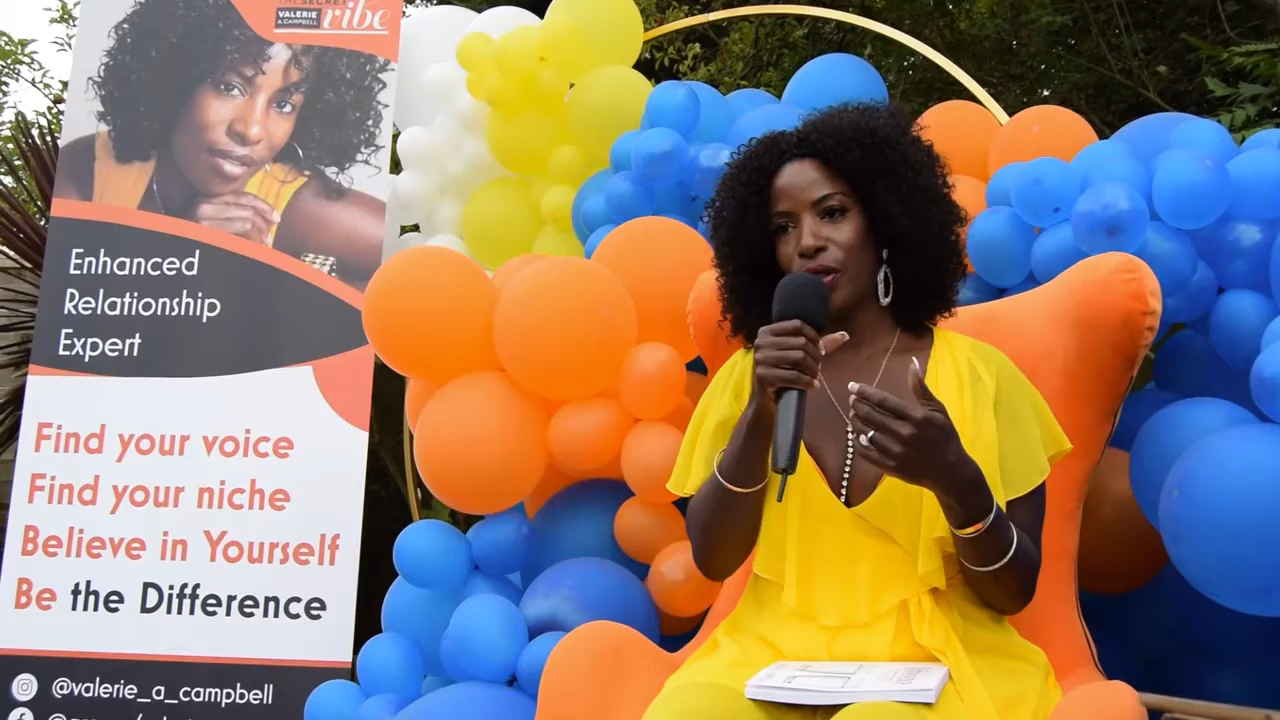 THE SECRET
VALERIE
A.CAMPBELL
vibe
Enhanced
Relationship
Expert
Find your voice
Find your niche
Believe in Yourself
Be the Difference
@valerie_a_campbell